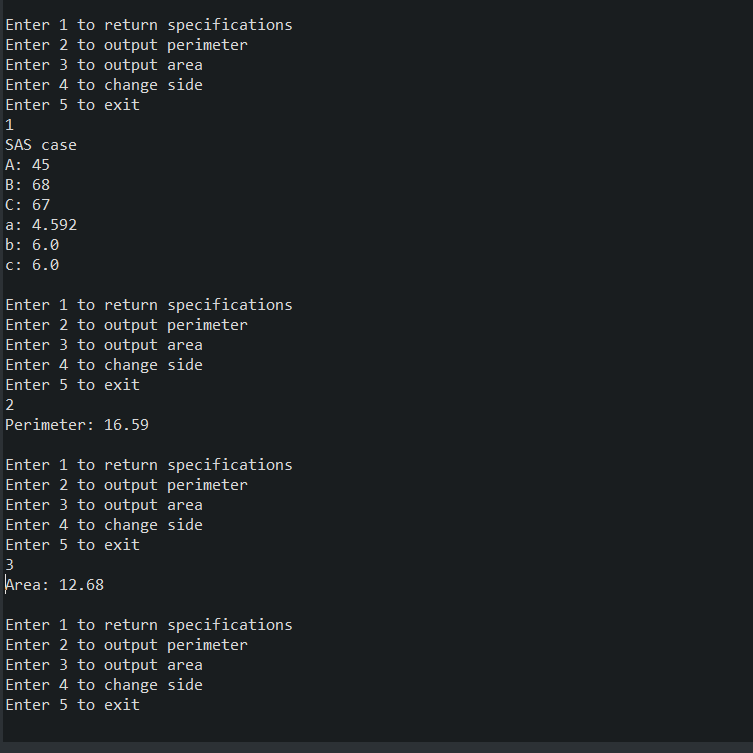 Enter 1 to return specifications
Enter 2 to output perimeter
Enter 3 to output area
Enter 4 to change side
Enter 5 to exit
1
SAS case
A: 45
B: 68
C: 67
a: 4.592
b: 6.0
c: 6.0
Enter 1 to return specifications
Enter 2 to output perimeter
Enter 3 to output area
Enter 4 to change side
Enter 5 to exit
2
Perimeter: 16.59
Enter 1 to return specifications
Enter 2 to output perimeter
Enter 3 to output area
Enter 4 to change side
Enter 5 to exit
3
Area: 12.68
Enter 1 to return specifications
Enter 2 to output perimeter
Enter 3 to output area
Enter 4 to change side
Enter 5 to exit